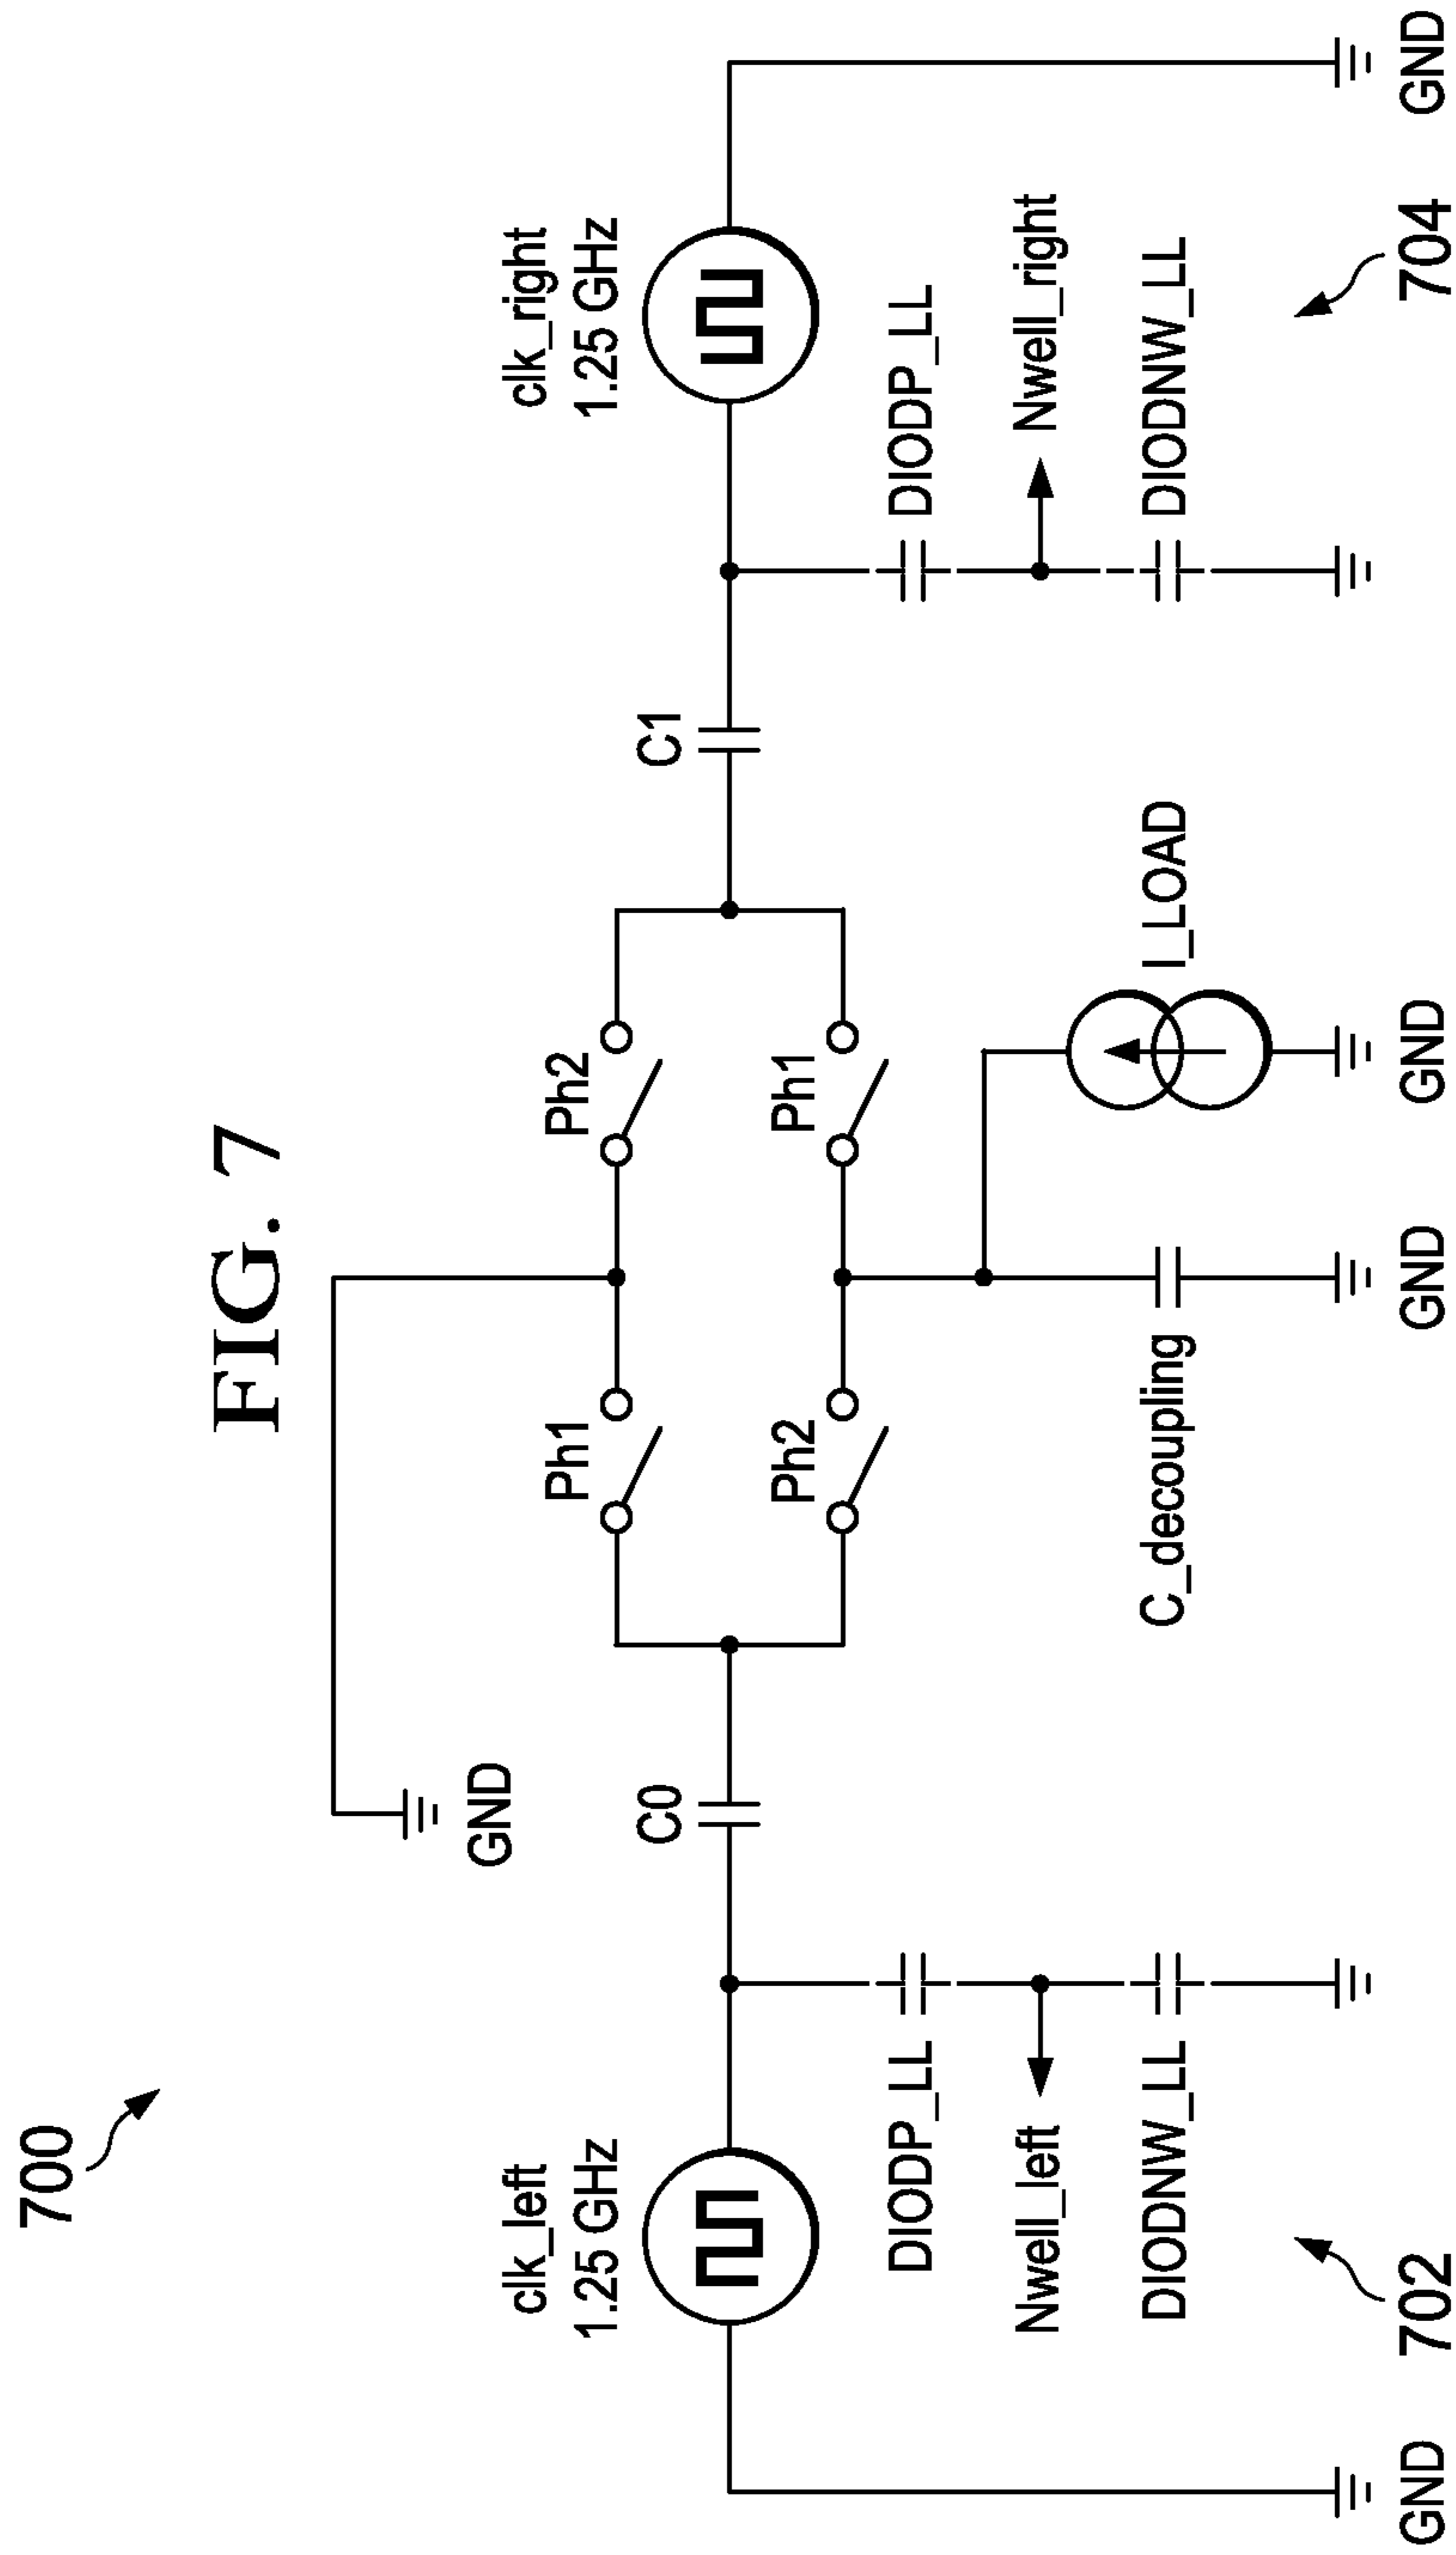 FIG. 7
700
GND
clk_left
1.25 GHz
clk_right
1.25 GHz
Ph1
Ph2
C0
C1
Ph2
Ph1
DIODP_LL
DIODP_LL
Nwell_left
Nwell_right
DIODNW_LL
C_decoupling
I_LOAD
DIODNW_LL
GND
702
GND
GND
704
GND